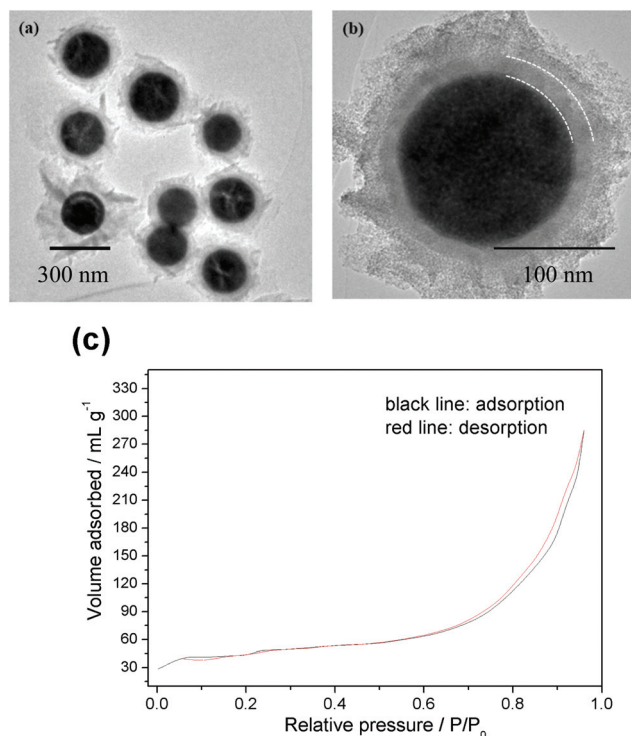 (a)
300 nm
(b)
100 nm
(c)
black line: adsorption
red line: desorption
Volume adsorbed / mL g⁻¹
330
300
270
240
210
180
150
120
90
60
30
0.0 0.2 0.4 0.6 0.8 1.0
Relative pressure / P/P₀